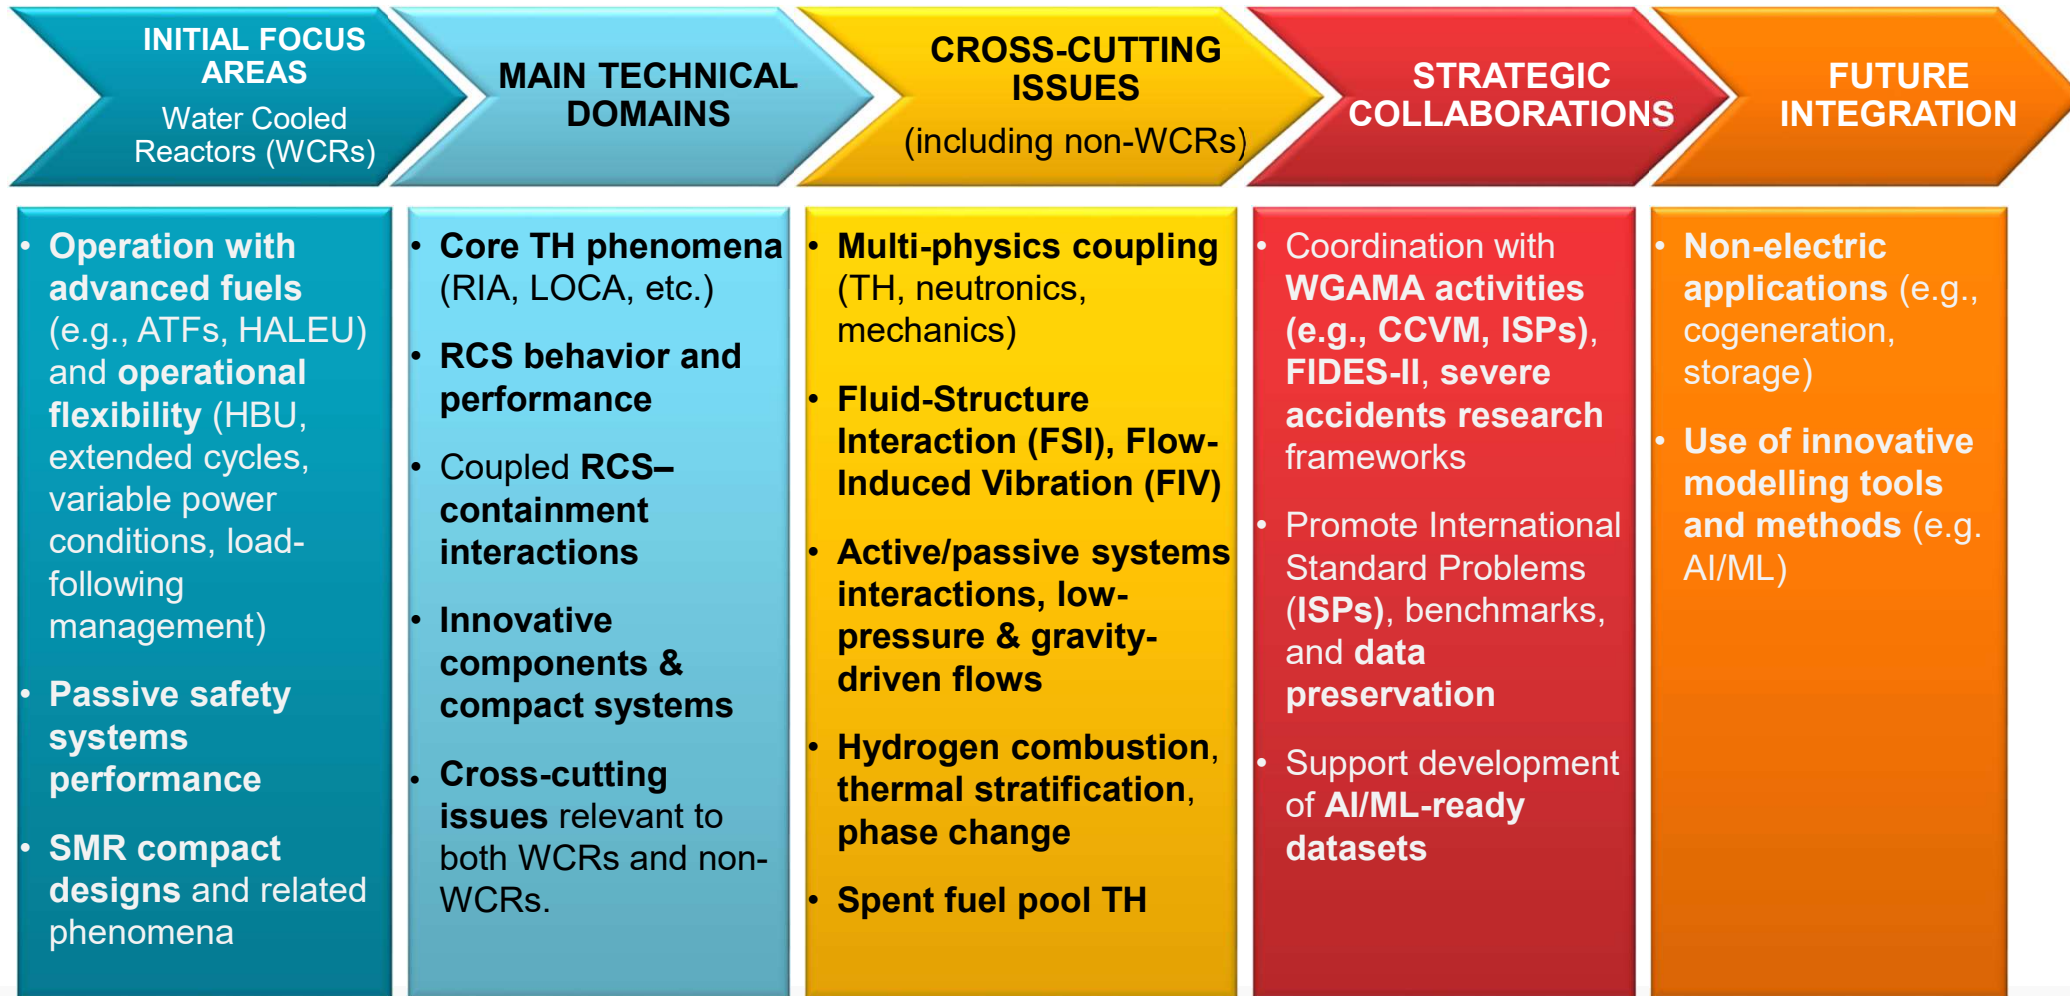 INITIAL FOCUS
AREAS
Water Cooled
Reactors (WCRs)
MAIN TECHNICAL
DOMAINS
CROSS-CUTTING
ISSUES
(including non-WCRs)
STRATEGIC
COLLABORATIONS
FUTURE
INTEGRATION
• Operation with
advanced fuels
(e.g., ATFs, HALEU)
and operational
flexibility (HBU,
extended cycles,
variable power
conditions, load-
following
management)
• Passive safety
systems
performance
• SMR compact
designs and related
phenomena
• Core TH phenomena
(RIA, LOCA, etc.)
• RCS behavior and
performance
• Coupled RCS–
containment
interactions
• Innovative
components &
compact systems
• Cross-cutting
issues relevant to
both WCRs and non-
WCRs.
• Multi-physics coupling
(TH, neutronics,
mechanics)
• Fluid-Structure
Interaction (FSI), Flow-
Induced Vibration (FIV)
• Active/passive systems
interactions, low-
pressure & gravity-
driven flows
• Hydrogen combustion,
thermal stratification,
phase change
• Spent fuel pool TH
• Coordination with
WGAMA activities
(e.g., CCVM, ISPs),
FIDES-II, severe
accidents research
frameworks
• Promote International
Standard Problems
(ISPs), benchmarks,
and data
preservation
• Support development
of AI/ML-ready
datasets
• Non-electric
applications (e.g.,
cogeneration,
storage)
• Use of innovative
modelling tools
and methods (e.g.
AI/ML)